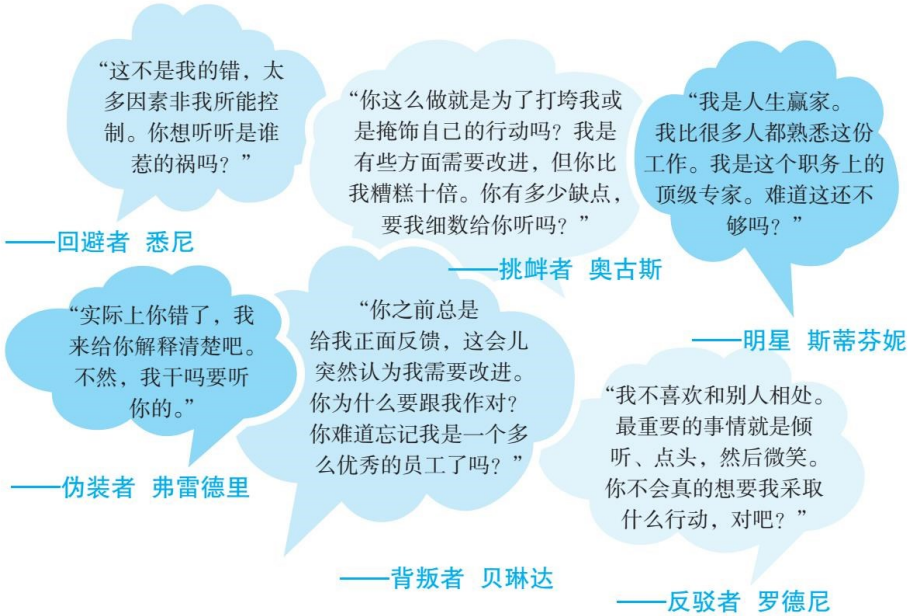 “这不是我的错，太
多因素非我所能控
制。你想听听是谁
惹的祸吗？”
——回避者 悉尼
“你这么做就是为了打垮我或
是掩饰自己的行动吗？我是
有些方面需要改进，但你比
我糟糕十倍。你有多少缺点，
要我细数给你听吗？”
——挑衅者 奥古斯
“我是人生赢家。
我比很多人都熟悉这份
工作。我是这个职务上的
顶级专家。难道这还不
够吗？”
——明星 斯蒂芬妮
“实际上你错了，我
来给你解释清楚吧。
不然，我干吗要听
你的。”
——伪装者 弗雷德里
“你之前总是
给我正面反馈，这会儿
突然认为我需要改进。
你为什么要跟我作对？
你难道忘记我是一个多
么优秀的员工了吗？”
——背叛者 贝琳达
“我不喜欢和别人相处。
最重要的事情就是倾
听、点头，然后微笑。
你不会真的想要我采取
什么行动，对吧？”
——反驳者 罗德尼